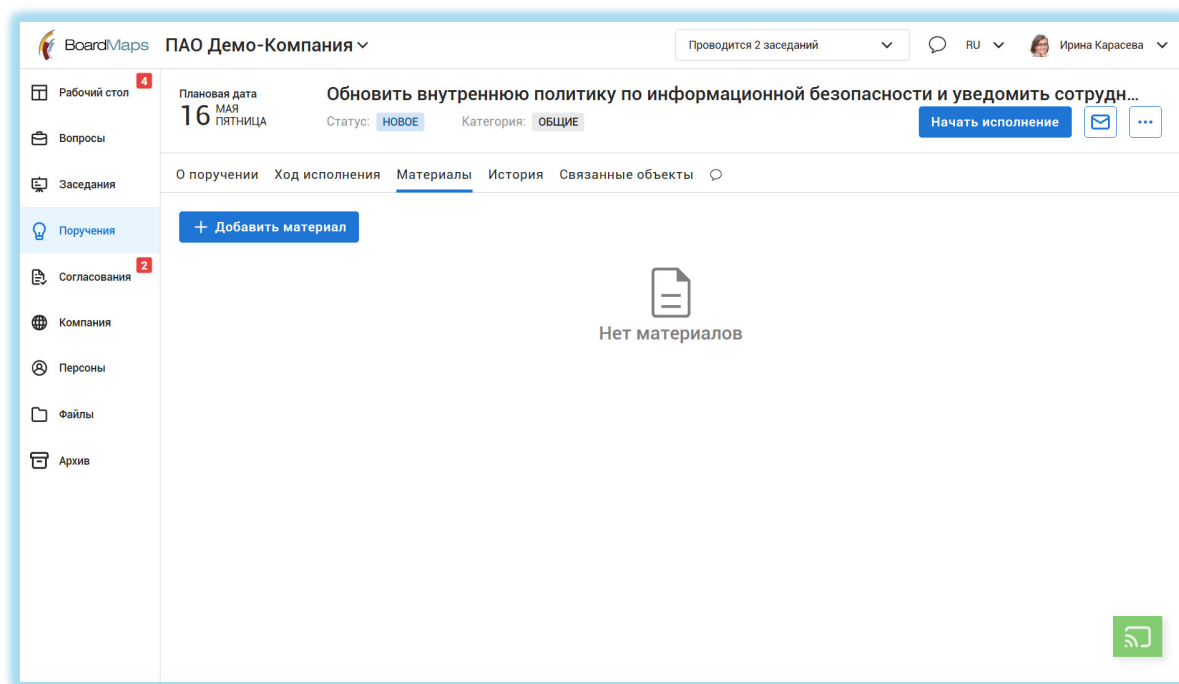 BoardMaps ПАО Демо-Компания Проводится 2 заседаний RU Ирина Карасева
Рабочий стол 4
Вопросы
Заседания
Поручения
Согласования 2
Компания
Персоны
Файлы
Архив
Плановая дата
16 МАЯ ПЯТНИЦА
Обновить внутреннюю политику по информационной безопасности и уведомить сотрудн...
Статус: НОВОЕ Категория: ОБЩИЕ
Начать исполнение
О поручении Ход исполнения Материалы История Связанные объекты
+ Добавить материал
Нет материалов